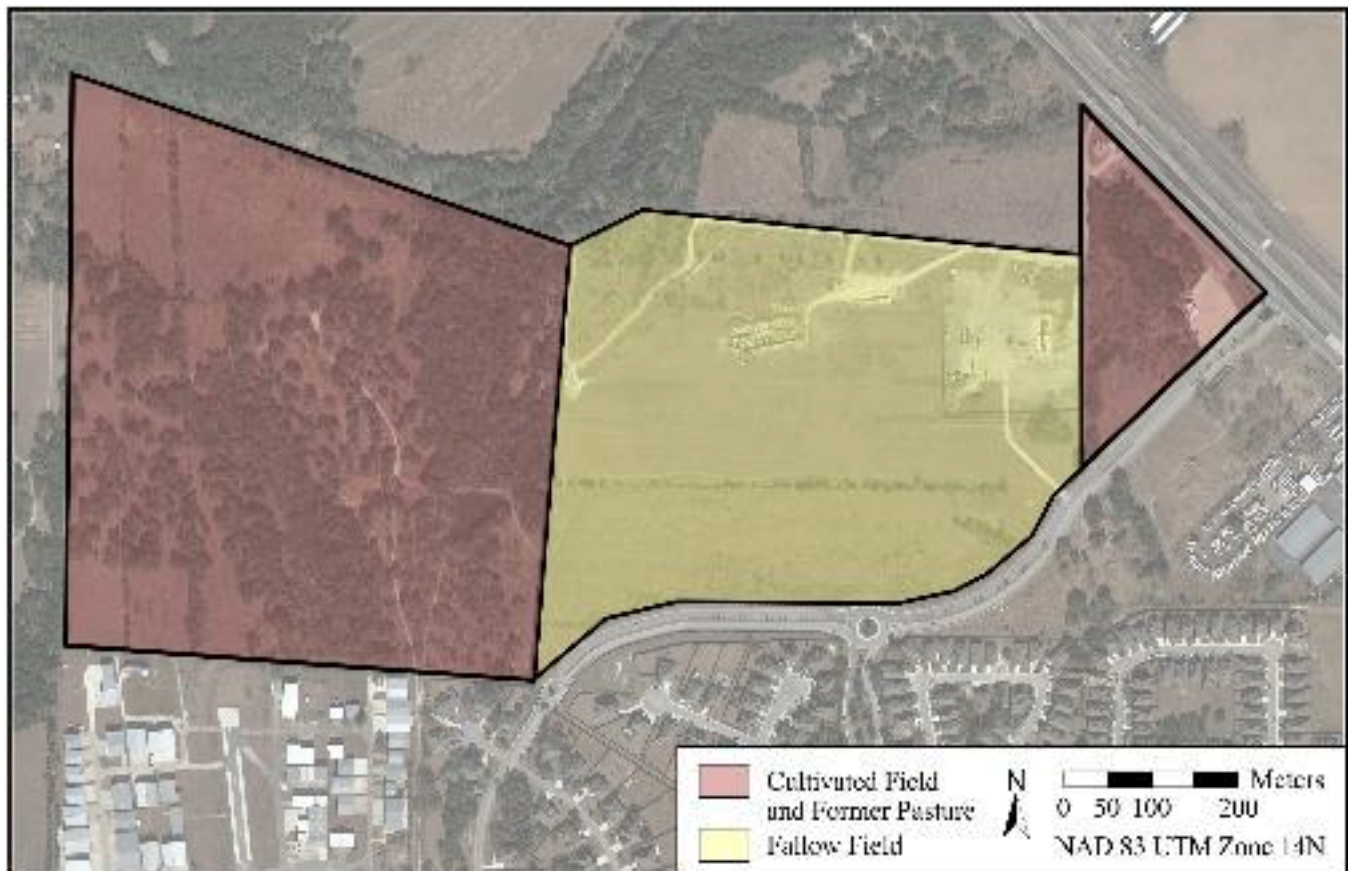 Cultivated Field
and Former Pasture
Fallow Field
N
Meters
0 50 100 200
NAD 83 UTM Zone 14N